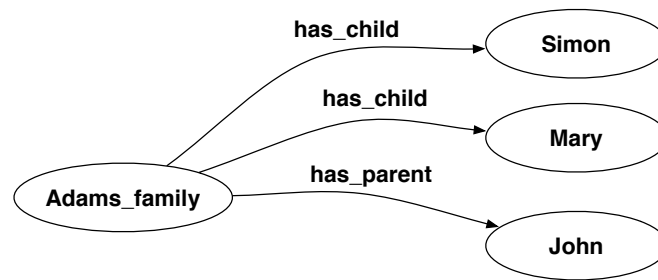 has_child
Simon
has_child
Mary
has_parent
Adams_family
John